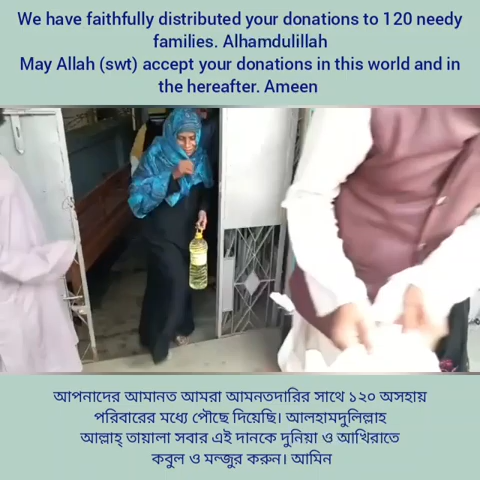 We have faithfully distributed your donations to 120 needy
families. Alhamdulillah
May Allah (swt) accept your donations in this world and in
the hereafter. Ameen
আপনাদের আমানত আমরা আমনতদারির সাথে ১২০ অসহায়
পরিবারের মধ্যে পৌছে দিয়েছি। আলহামদুলিল্লাহ
আল্লাহ্ তায়ালা সবার এই দানকে দুনিয়া ও আখিরাতে
কবুল ও মন্জুর করুন। আমিন